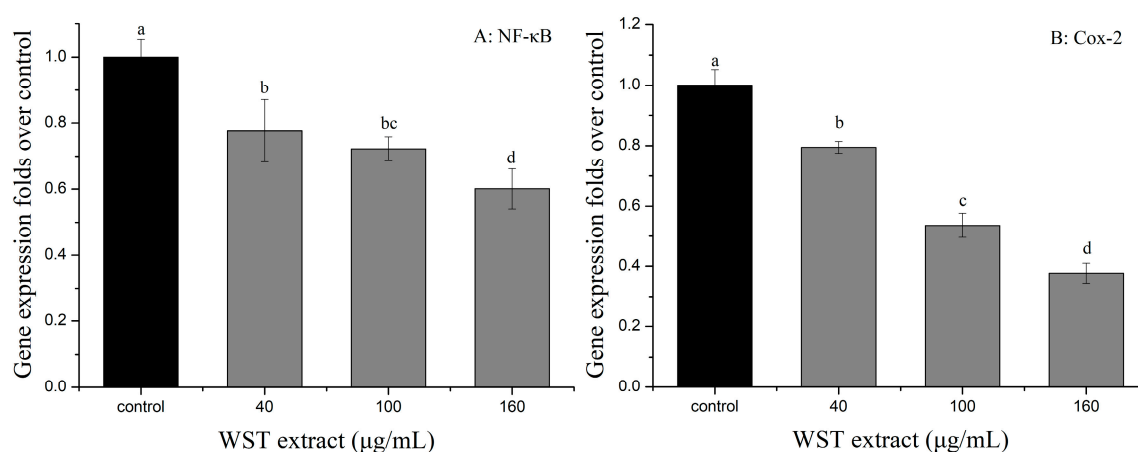 A: NF-κB
Gene expression folds over control
1.0
0.8
0.6
0.4
0.2
0.0
a
b
bc
d
control
40
100
160
WST extract (μg/mL)
B: Cox-2
Gene expression folds over control
1.2
1.0
0.8
0.6
0.4
0.2
0.0
a
b
c
d
control
40
100
160
WST extract (μg/mL)